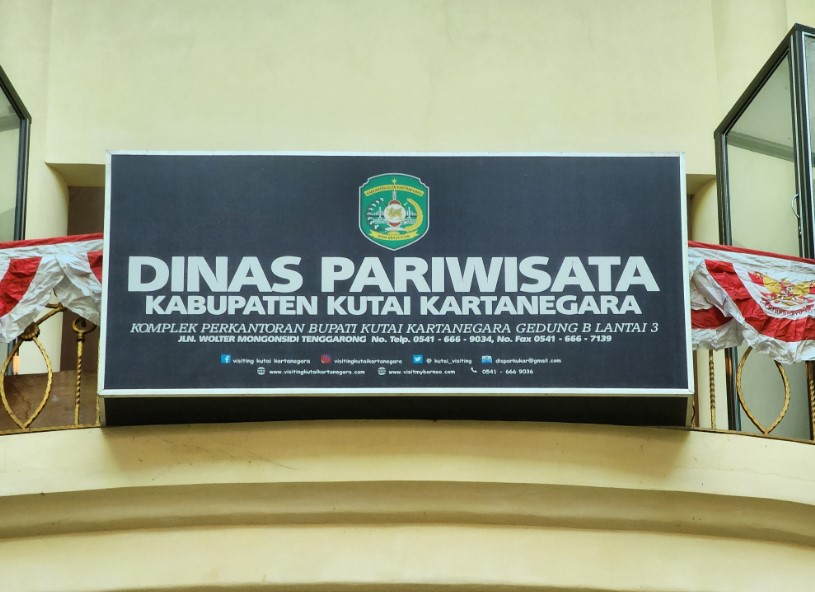 DINAS PARIWISATA
KABUPATEN KUTAI KARTANEGARA
KOMPLEK PERKANTORAN BUPATI KUTAI KARTANEGARA GEDUNG B LANTAI 3
JLN. WOLTER MONGONSIDI TENGGARONG No. Telp. 0541 - 666 - 9034, No. Fax 0541 - 666 - 7139
visiting kutai kartanegara visitingkutaikartanegara @ kutai_visiting disparkukar@gmail.com
www.visitingkutaikartanegara.com www.visitmyborneo.com 0541 - 666 9036